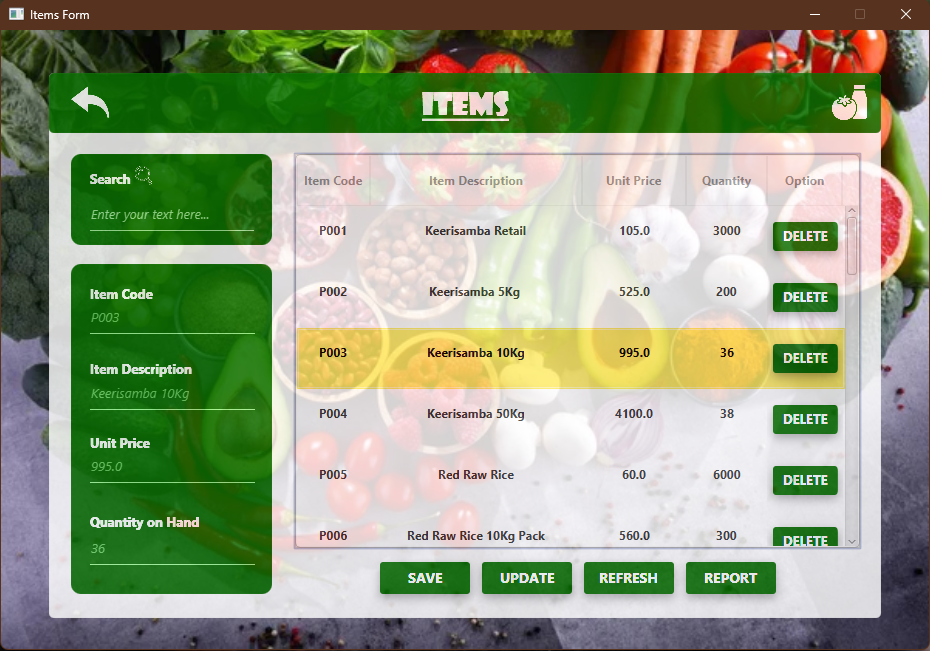 Items Form
ITEMS
Search
Enter your text here...
Item Code
P003
Item Description
Keerisamba 10Kg
Unit Price
995.0
Quantity on Hand
36
Item Code Item Description Unit Price Quantity Option
P001 Keerisamba Retail 105.0 3000 DELETE
P002 Keerisamba 5Kg 525.0 200 DELETE
P003 Keerisamba 10Kg 995.0 36 DELETE
P004 Keerisamba 50Kg 4100.0 38 DELETE
P005 Red Raw Rice 60.0 6000 DELETE
P006 Red Raw Rice 10Kg Pack 560.0 300 DELETE
SAVE UPDATE REFRESH REPORT